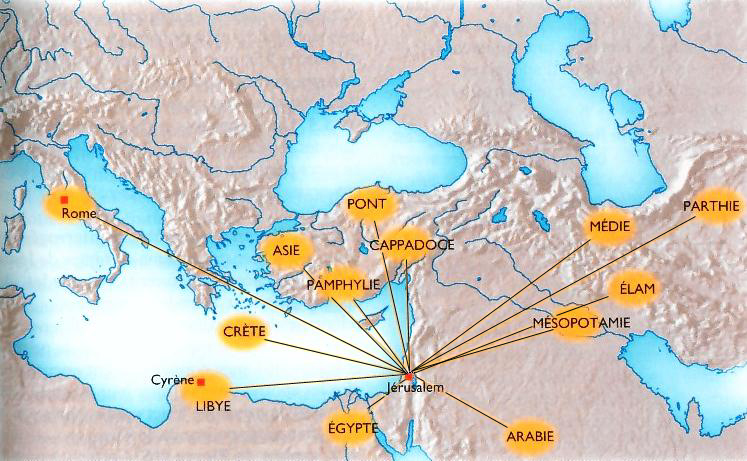 PONT
PARTHIE
Rome
MÉDIE
CAPPADOCE
ASIE
PAMPHYLIE
ÉLAM
MÉSOPOTAMIE
CRÈTE
Cyrène
Jérusalem
LIBYE
ÉGYPTE
ARABIE